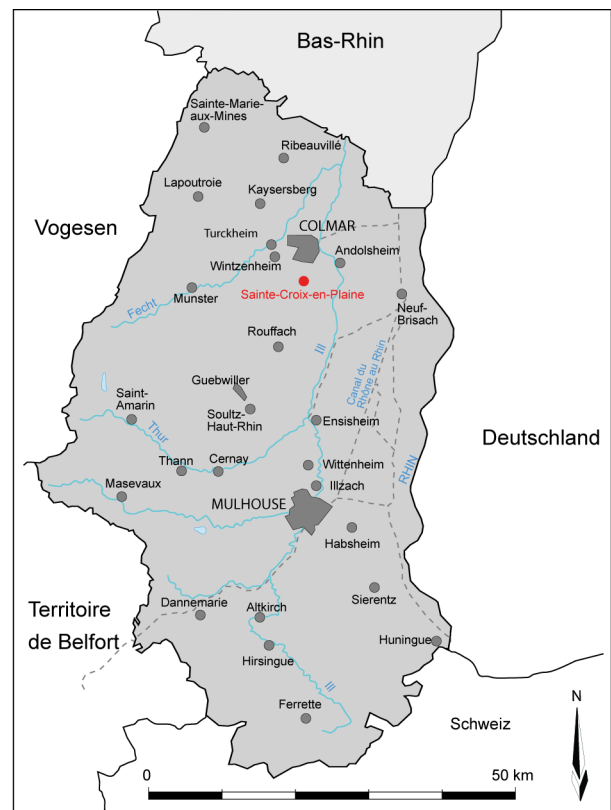 Bas-Rhin
Sainte-Marie-
aux-Mines
Ribeauvillé
Lapoutroie
Kaysersberg
Vogesen
Turckheim
COLMAR
Wintzenheim
Andolsheim
Munster
Sainte-Croix-en-Plaine
Fecht
Neuf-
Brisach
Rouffach
Ill
Canal du
Rhône au Rhin
Guebwiller
Saint-
Amarin
Soultz-
Haut-Rhin
Ensisheim
Deutschland
Thur
Thann
Cernay
Wittenheim
RHIN
Masevaux
Illzach
MULHOUSE
Habsheim
Sierentz
Territoire
de Belfort
Dannemarie
Altkirch
Huningue
Hirsingue
Ill
Ferrette
Schweiz
N
0
50 km